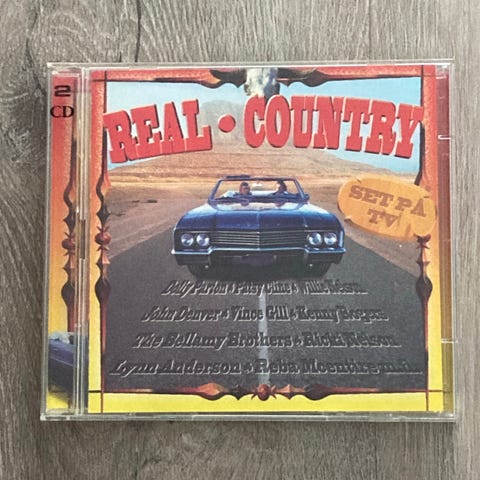 2
CD
REAL • COUNTRY
SET PÅ
TV
Dolly Parton • Patsy Cline • Willie Nelson
John Denver • Vince Gill • Kenny Rogers
The Bellamy Brothers • Rick Nelson
Lynn Anderson • Reba Mcentire m.fl.